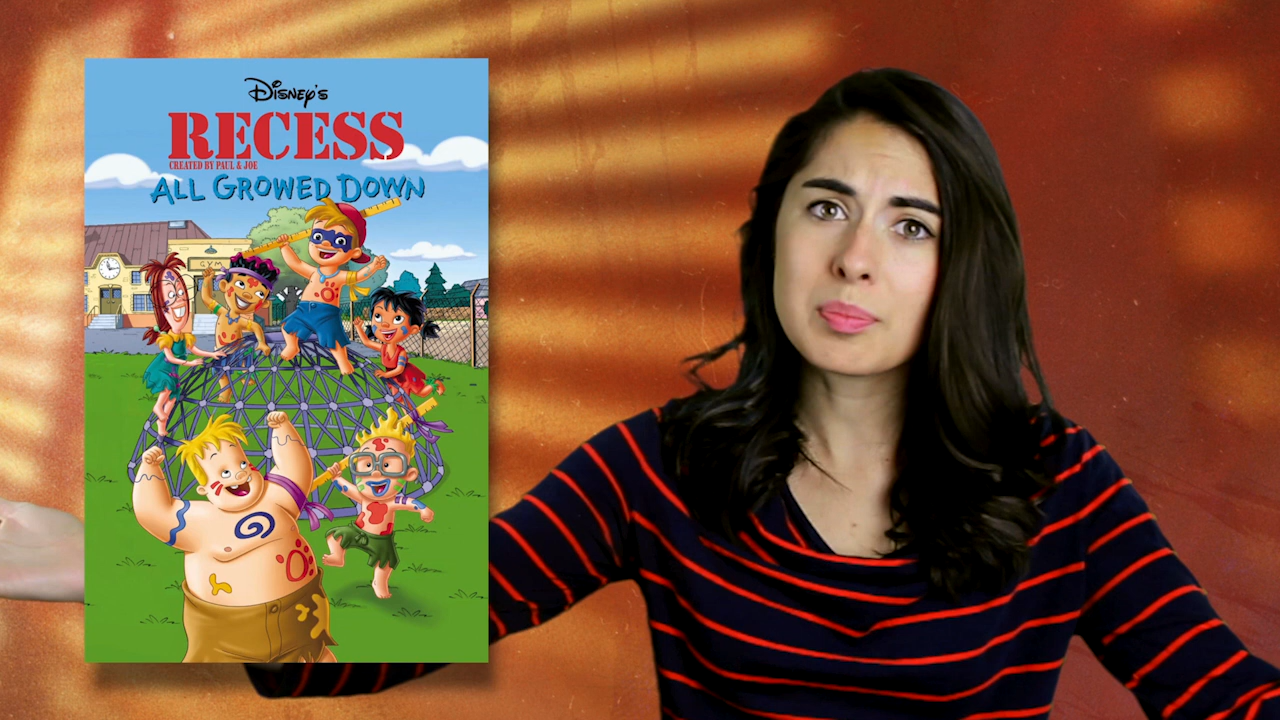 Disney's
RECESS
CREATED BY PAUL & JOE
ALL GROWED DOWN
GYM